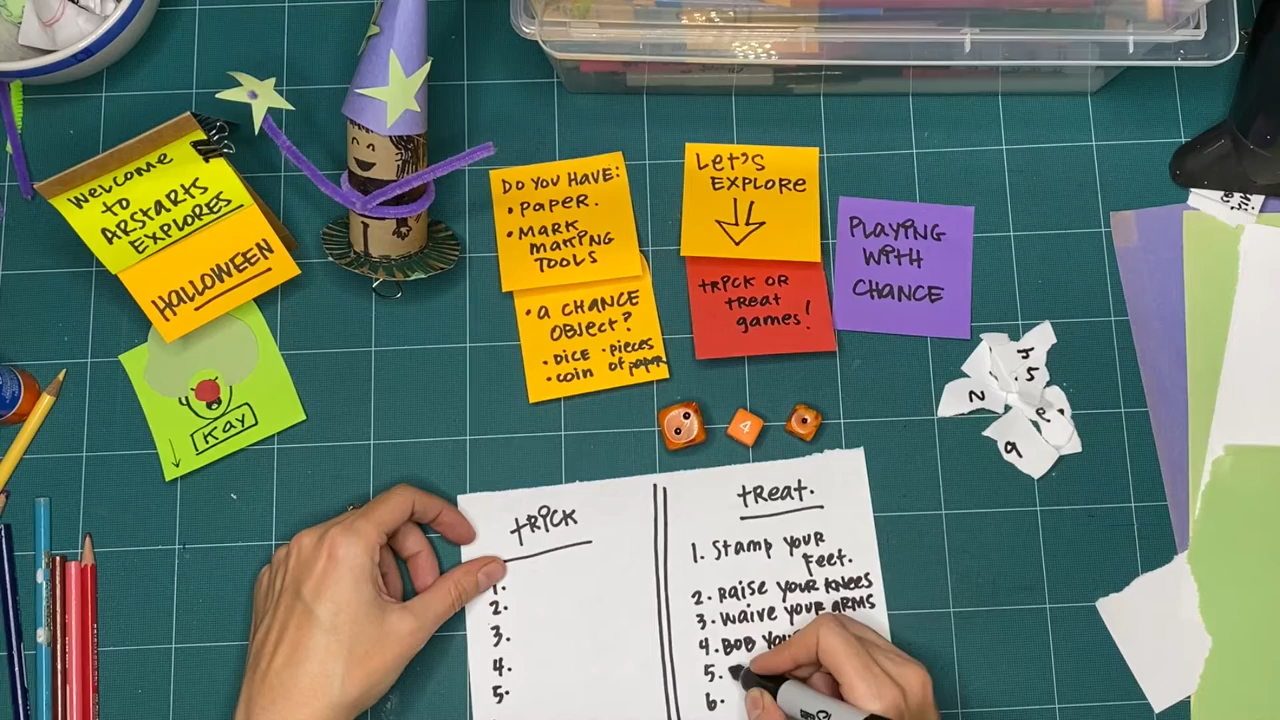 Welcome
to
ARSTARTS
EXPLORES
HALLOWEEN
Kay
DO YOU HAVE:
• PAPER.
• MARK
MAKING
TOOLS
• A CHANCE
OBJECT?
• DICE • pieces
• coin of paper
Let's
EXPLORE
tRiCK OR
tReat
games!
PLAYING
WITH
CHANCE
4
2
5
9
tRiCK
1.
2.
3.
4.
5.
tReat.
1. Stamp your
Feet.
2. Raise your KNEES
3. Waive your ARMS
4. BOB
5.
6.